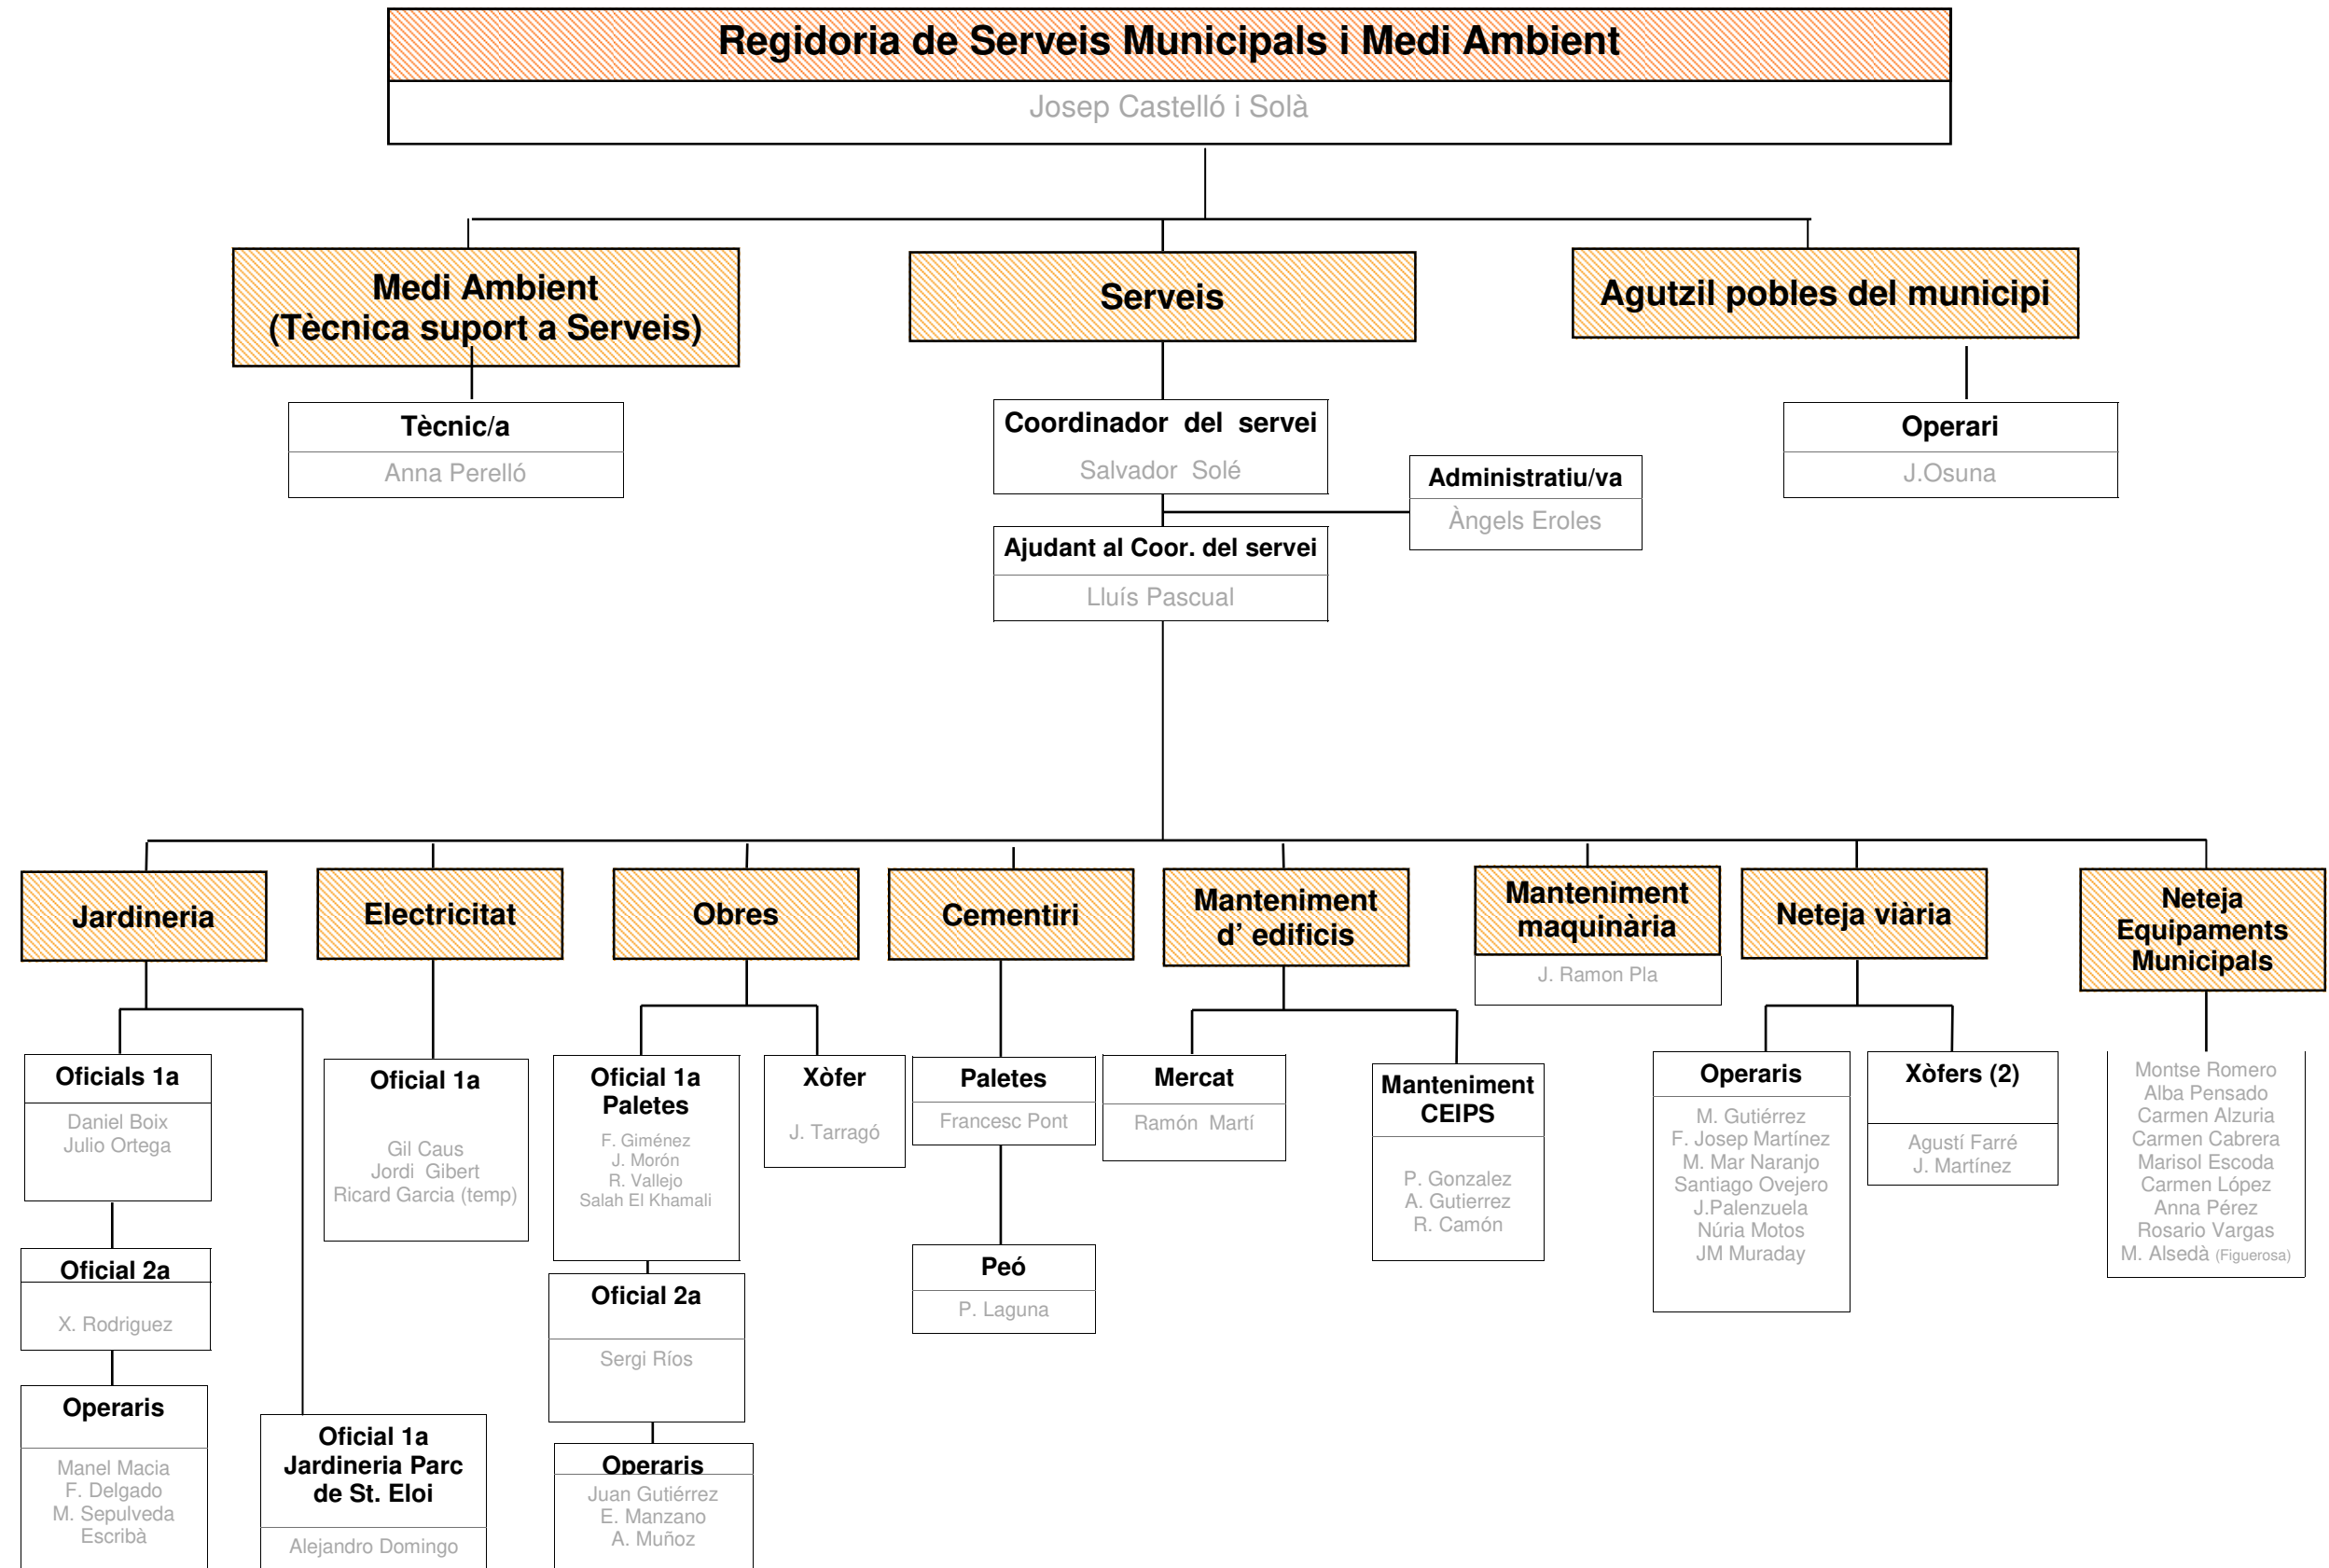 Regidoria de Serveis Municipals i Medi Ambient
Josep Castelló i Solà
Medi Ambient
(Tècnica suport a Serveis)
Serveis
Agutzil pobles del municipi
Tècnic/a
Anna Perelló
Coordinador del servei
Salvador Solé
Administratiu/va
Àngels Eroles
Operari
J.Osuna
Ajudant al Coor. del servei
Lluís Pascual
Jardineria
Electricitat
Obres
Cementiri
Manteniment
d' edificis
Manteniment
maquinària
J. Ramon Pla
Neteja viària
Neteja
Equipaments
Municipals
Oficials 1a
Daniel Boix
Julio Ortega
Oficial 2a
X. Rodriguez
Operaris
Manel Macia
F. Delgado
M. Sepulveda
Escribà
Oficial 1a
Jardineria Parc
de St. Eloi
Alejandro Domingo
Oficial 1a
Gil Caus
Jordi Gibert
Ricard Garcia (temp)
Oficial 1a
Paletes
F. Giménez
J. Morón
R. Vallejo
Salah El Khamali
Oficial 2a
Sergi Ríos
Operaris
Juan Gutiérrez
E. Manzano
A. Muñoz
Xòfer
J. Tarragó
Paletes
Francesc Pont
Peó
P. Laguna
Mercat
Ramón Martí
Manteniment
CEIPS
P. Gonzalez
A. Gutierrez
R. Camón
Operaris
M. Gutiérrez
F. Josep Martínez
M. Mar Naranjo
Santiago Ovejero
J.Palenzuela
Núria Motos
JM Muraday
Xòfers (2)
Agustí Farré
J. Martínez
Montse Romero
Alba Pensado
Carmen Alzuria
Carmen Cabrera
Marisol Escoda
Carmen López
Anna Pérez
Rosario Vargas
M. Alsedà (Figuerosa)